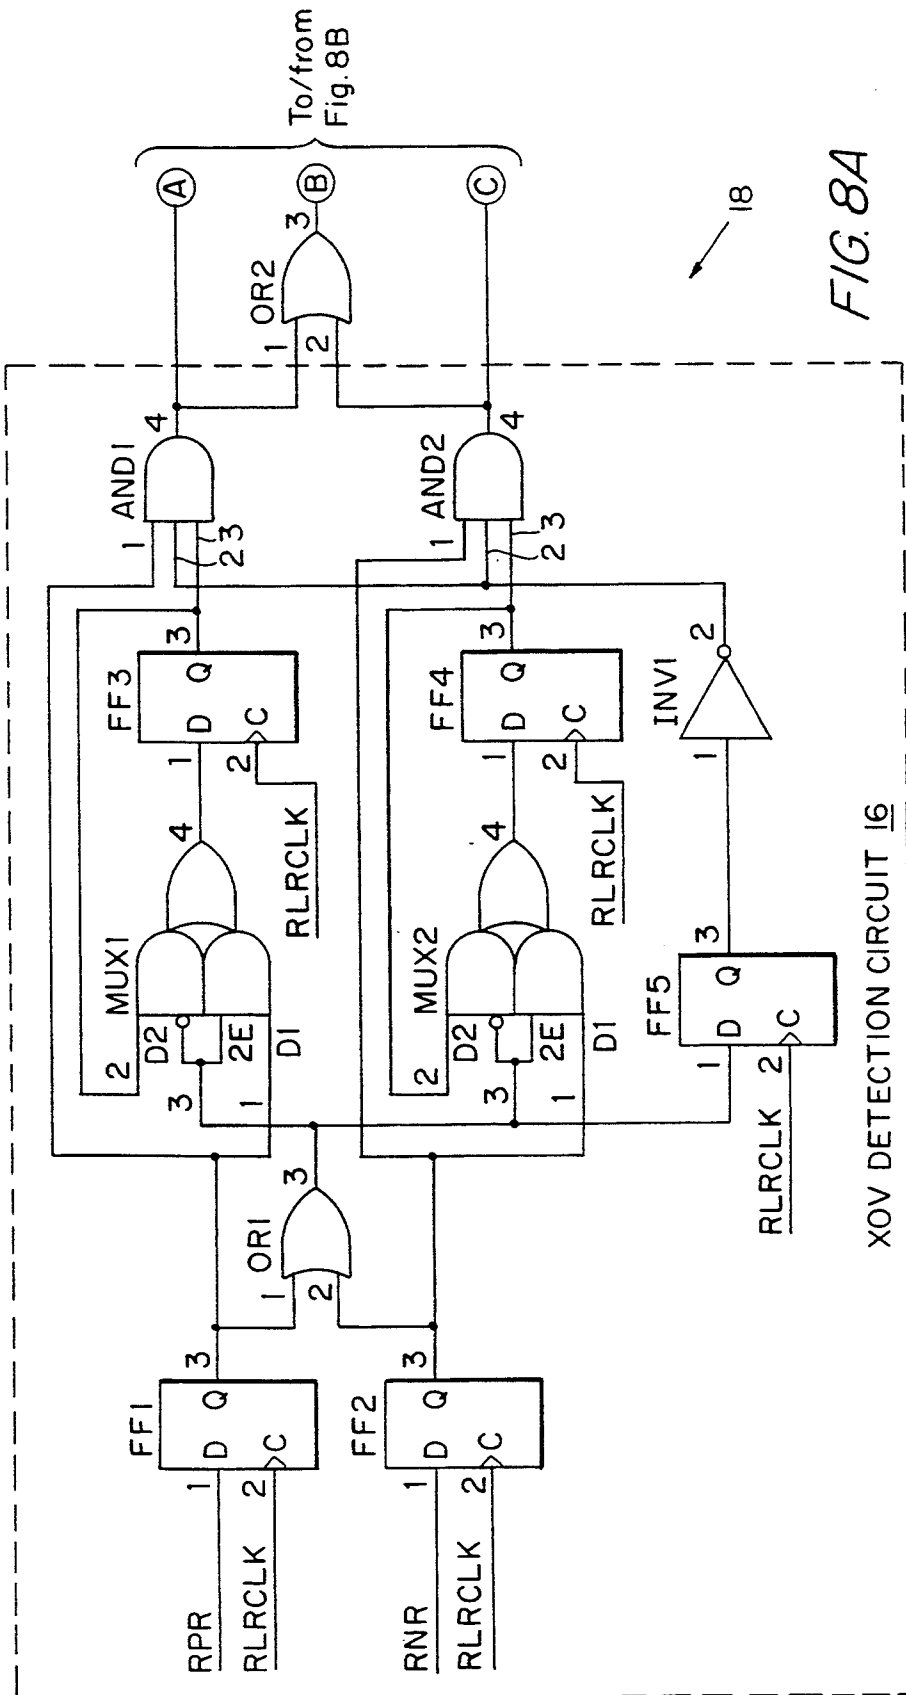 RPR
1
D
Q
3
FF1
RLRCLK
2
C
RNR
1
D
Q
3
FF2
RLRCLK
2
C
OR1
1
2
3
MUX1
2
D2
3
2E
1
D1
4
FF3
1
D
Q
3
2
C
RLRCLK
AND1
1
2
3
4
MUX2
2
D2
3
2E
1
D1
4
FF4
1
D
Q
3
2
C
RLRCLK
AND2
1
2
3
4
FF5
1
D
Q
3
RLRCLK
2
C
INV1
1
2
OR2
1
2
3
A
B
C
To/from
Fig. 8B
XOV DETECTION CIRCUIT 16
18
FIG. 8A